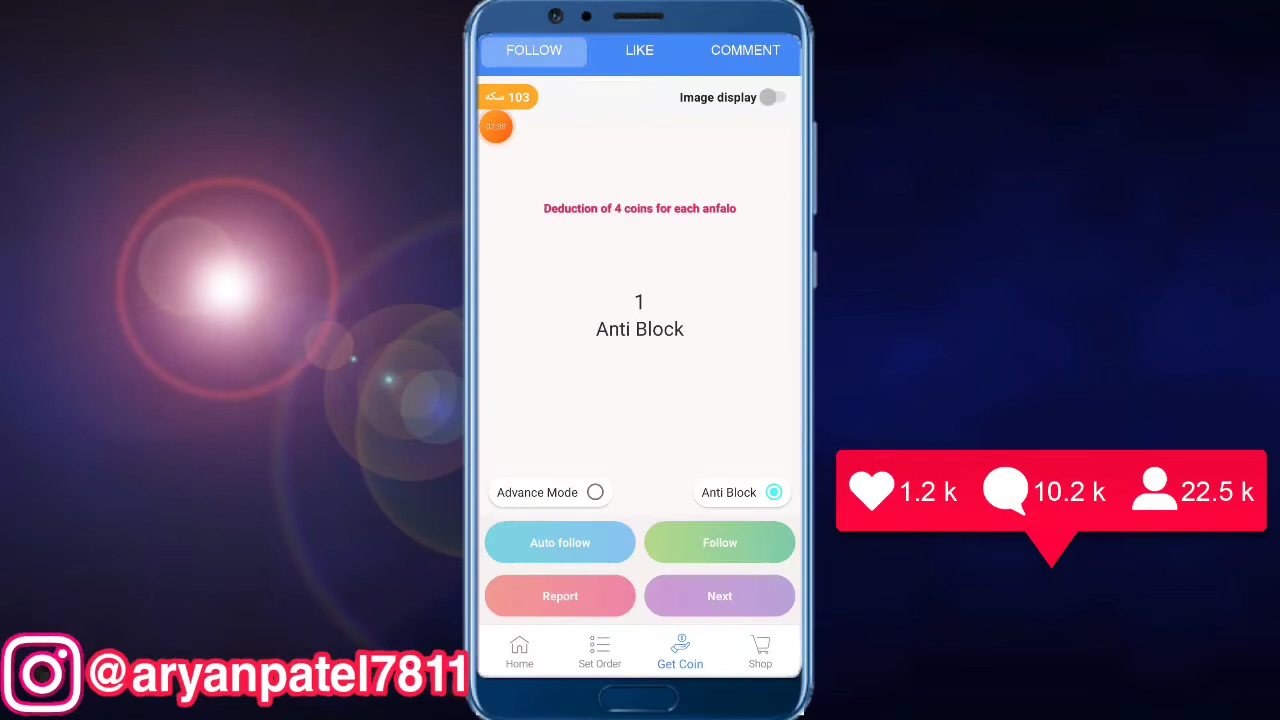 FOLLOW LIKE COMMENT
103 سکه
Image display
02:38
Deduction of 4 coins for each anfalo
1
Anti Block
Advance Mode
Anti Block
Auto follow
Follow
Report
Next
Home
Set Order
Get Coin
Shop
1.2 k 10.2 k 22.5 k
@aryanpatel7811